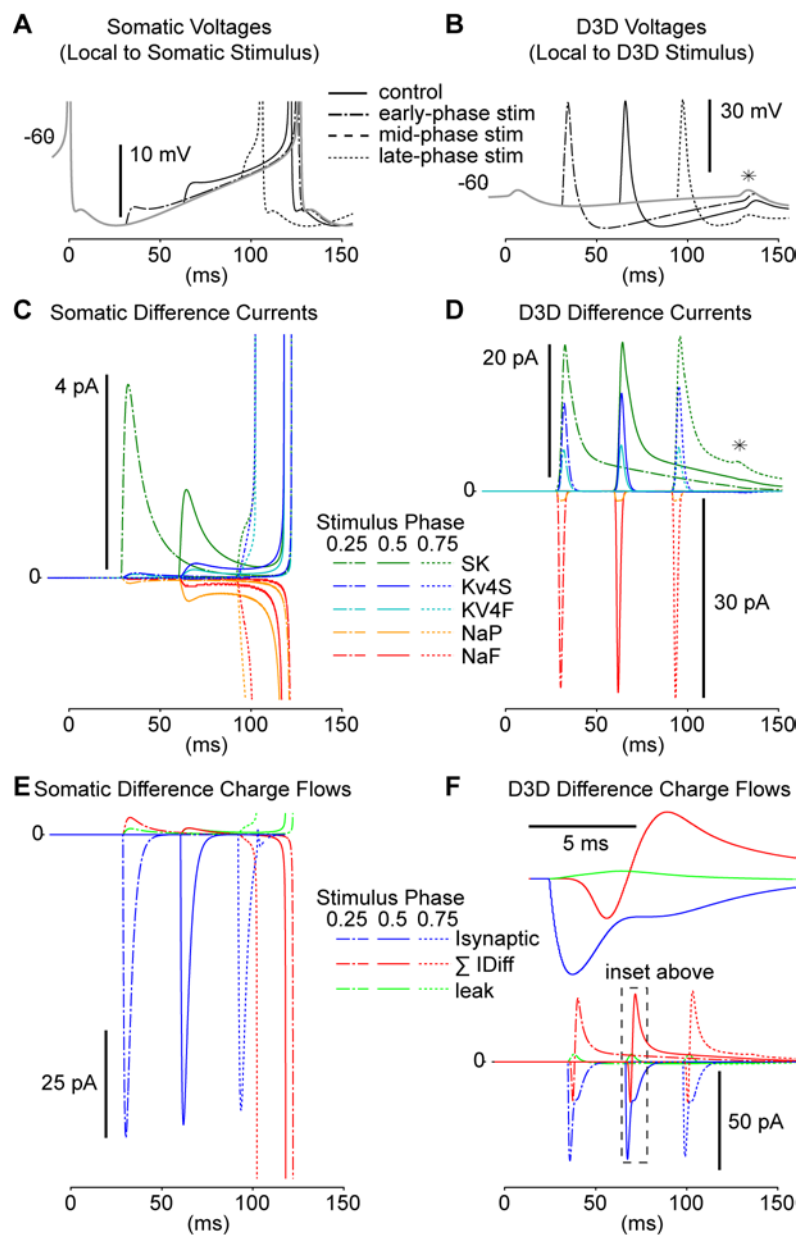 A Somatic Voltages
(Local to Somatic Stimulus)
B D3D Voltages
(Local to D3D Stimulus)
control
early-phase stim
mid-phase stim
late-phase stim
-60
10 mV
30 mV
-60
*
0 50 100 150
(ms)
0 50 100 150
(ms)
C Somatic Difference Currents
D D3D Difference Currents
4 pA
20 pA
*
0
0
Stimulus Phase
0.25 0.5 0.75
SK
Kv4S
KV4F
NaP
NaF
30 pA
0 50 100 150
(ms)
0 50 100 150
(ms)
E Somatic Difference Charge Flows
F D3D Difference Charge Flows
0
5 ms
Stimulus Phase
0.25 0.5 0.75
Isynaptic
∑ IDiff
leak
inset above
0
25 pA
50 pA
0 50 100 150
(ms)
0 50 100 150
(ms)